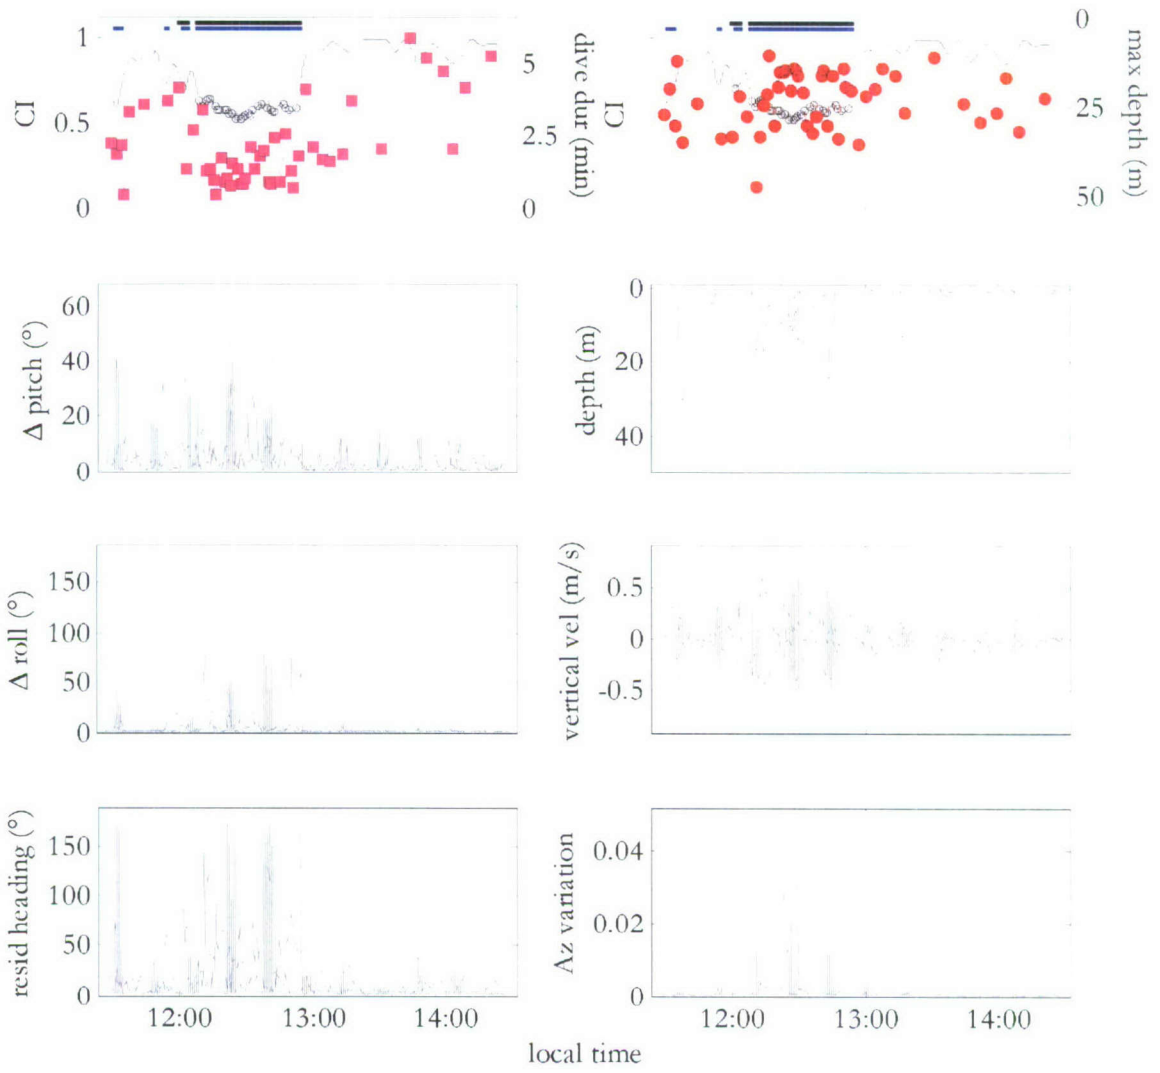 1
0.5
0
CI
5
2.5
0
dive dur (min)
CI
0
25
50
max depth (m)
60
40
20
0
Δ pitch (°)
0
20
40
depth (m)
150
100
50
0
Δ roll (°)
0.5
0
-0.5
vertical vel (m/s)
150
100
50
0
resid heading (°)
0.04
0.02
0
Az variation
12:00 13:00 14:00
12:00 13:00 14:00
local time